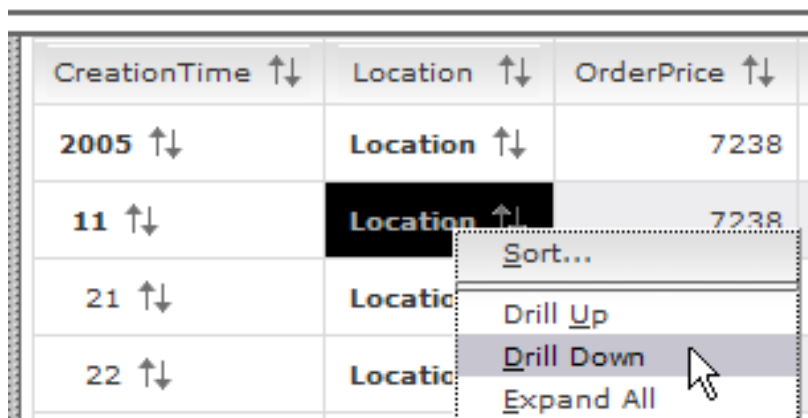 CreationTime Location OrderPrice
2005 Location 7238
11 Location 7238
Sort...
21
Drill Up
Drill Down
22
Expand All